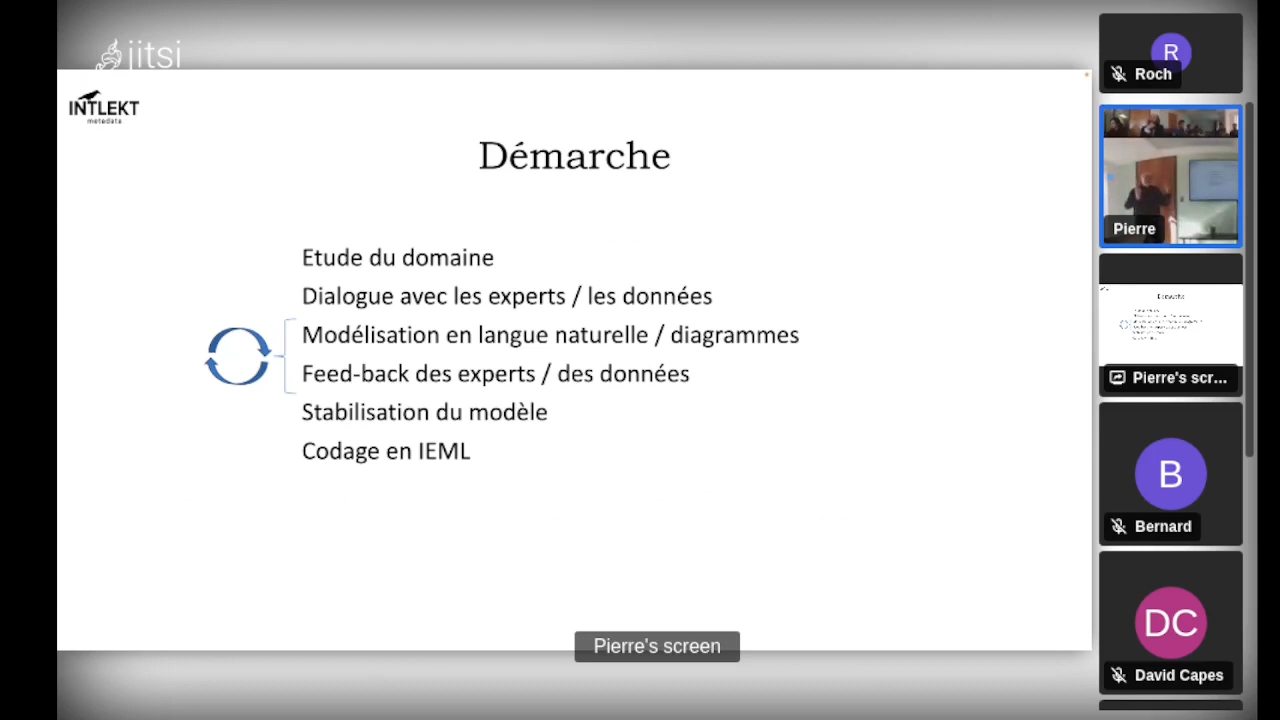 jitsi
INTLEKT
metadata
Démarche
Etude du domaine
Dialogue avec les experts / les données
Modélisation en langue naturelle / diagrammes
Feed-back des experts / des données
Stabilisation du modèle
Codage en IEML
Pierre's screen
R
Roch
Pierre
Démarche
Pierre's scr...
B
Bernard
DC
David Capes